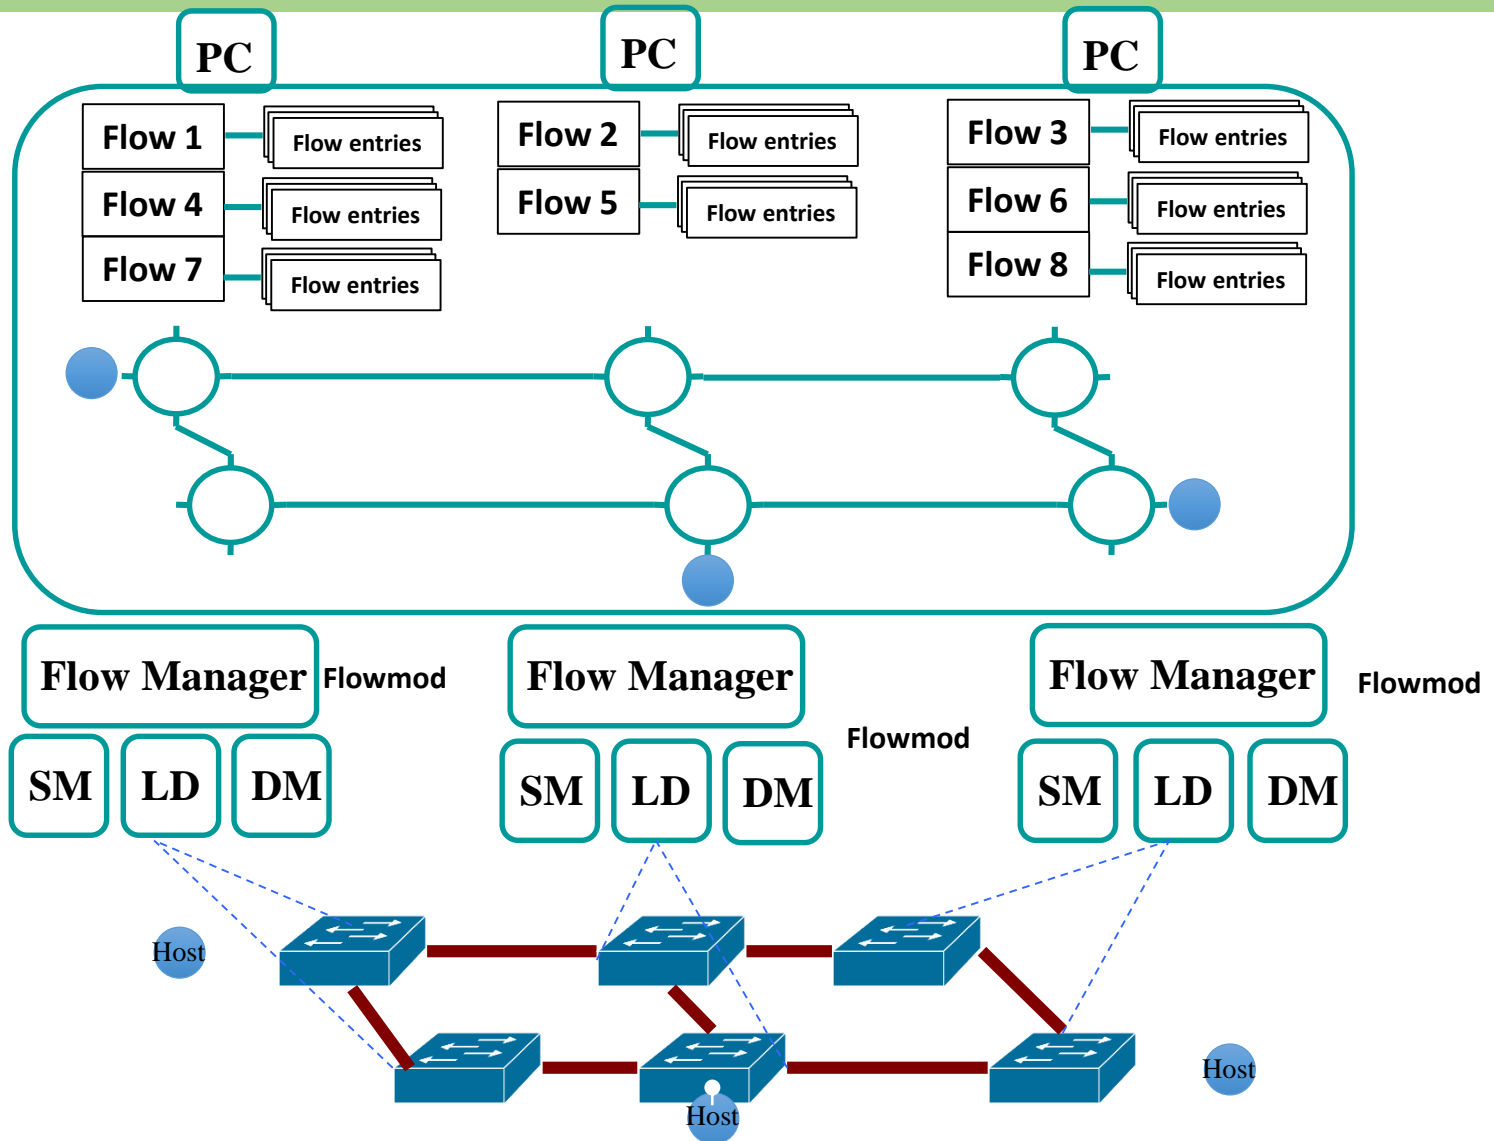 PC
PC
PC
Flow 1
Flow entries
Flow 2
Flow entries
Flow 3
Flow entries
Flow 4
Flow entries
Flow 5
Flow entries
Flow 6
Flow entries
Flow 7
Flow entries
Flow 8
Flow entries
Flow Manager
Flowmod
Flow Manager
Flowmod
Flow Manager
Flowmod
SM
LD
DM
SM
LD
DM
SM
LD
DM
Host
Host
Host